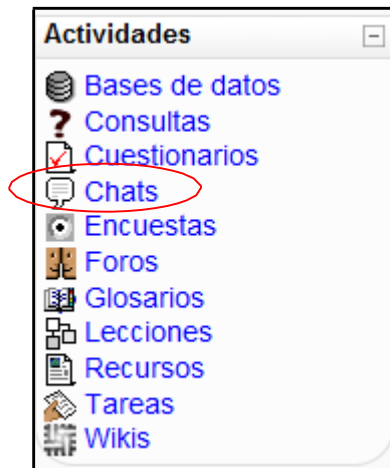 Actividades
Bases de datos
Consultas
Cuestionarios
Chats
Encuestas
Foros
Glosarios
Lecciones
Recursos
Tareas
Wikis